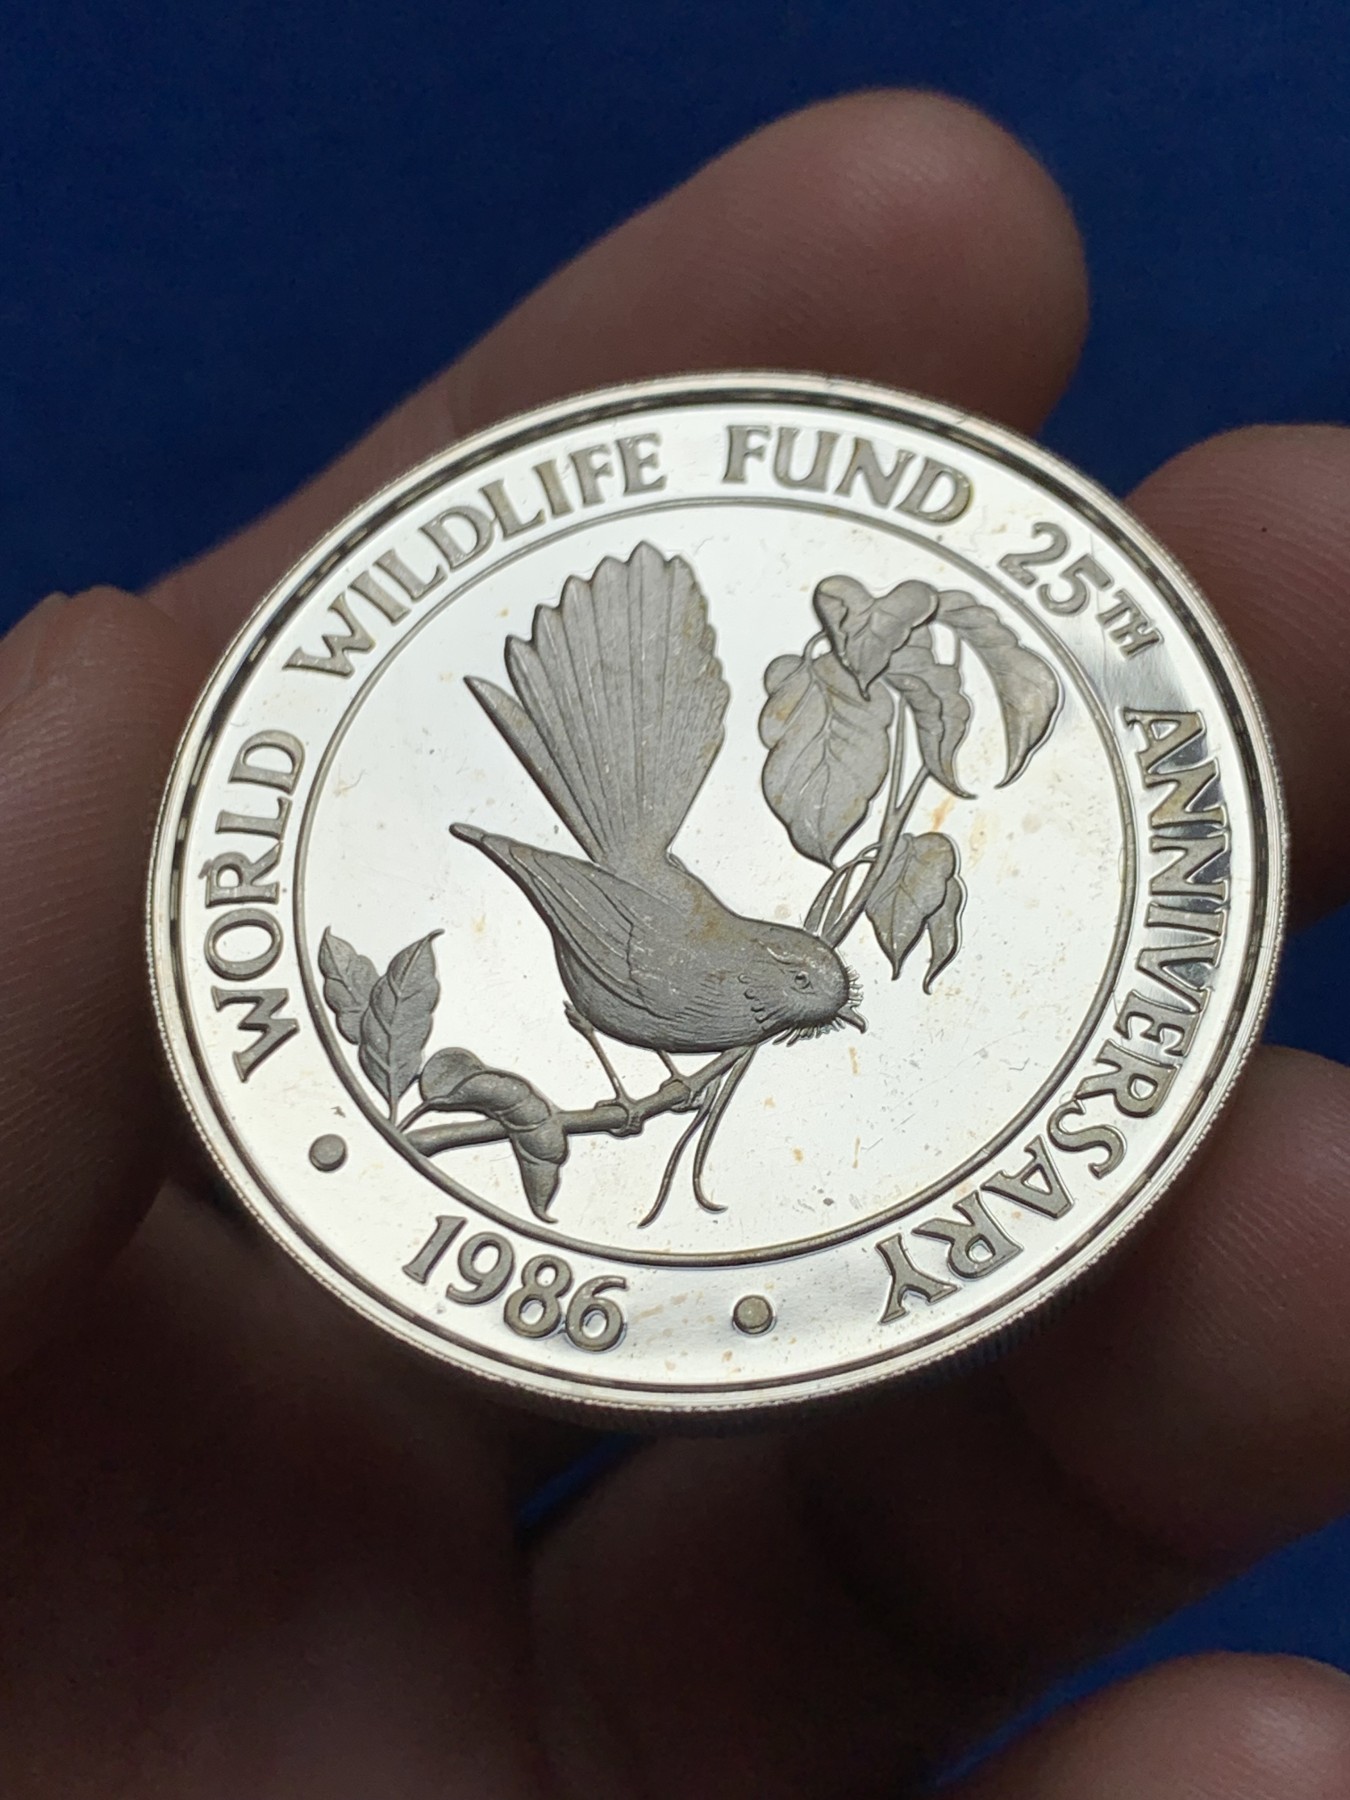 WORLD WILDLIFE FUND 25TH ANNIVERSARY
1986